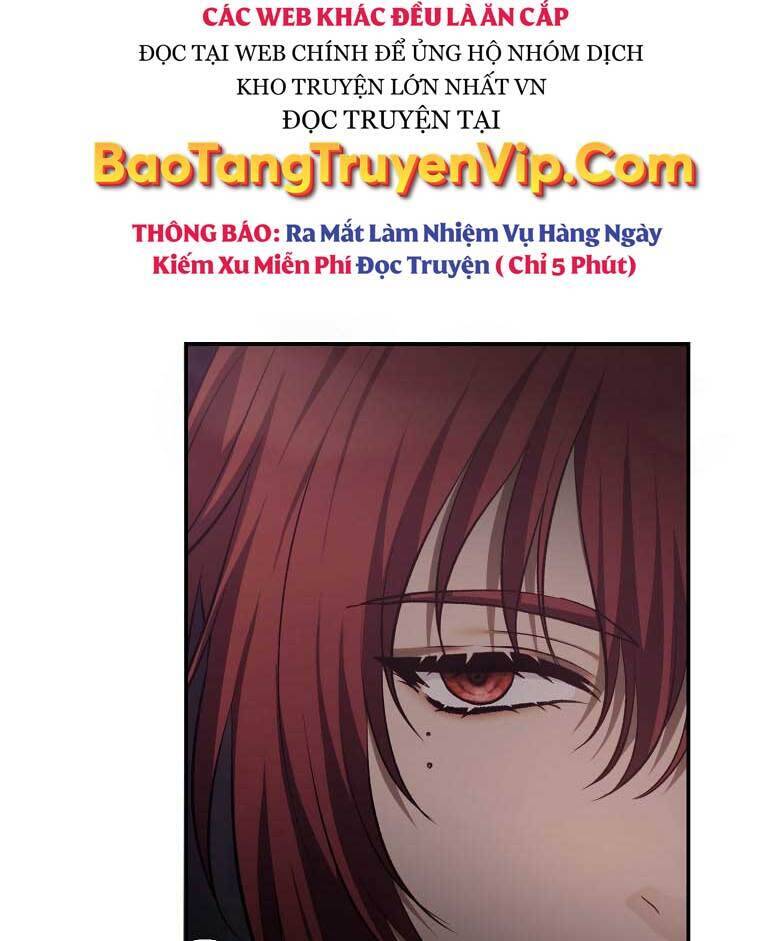 CÁC WEB KHÁC ĐỀU LÀ ĂN CẮP
ĐỌC TẠI WEB CHÍNH ĐỂ ỦNG HỘ NHÓM DỊCH
KHO TRUYỆN LỚN NHẤT VN
ĐỌC TRUYỆN TẠI
BaoTangTruyenVip.Com
THÔNG BÁO: Ra Mắt Làm Nhiệm Vụ Hàng Ngày
Kiếm Xu Miễn Phí Đọc Truyện ( Chỉ 5 Phút)